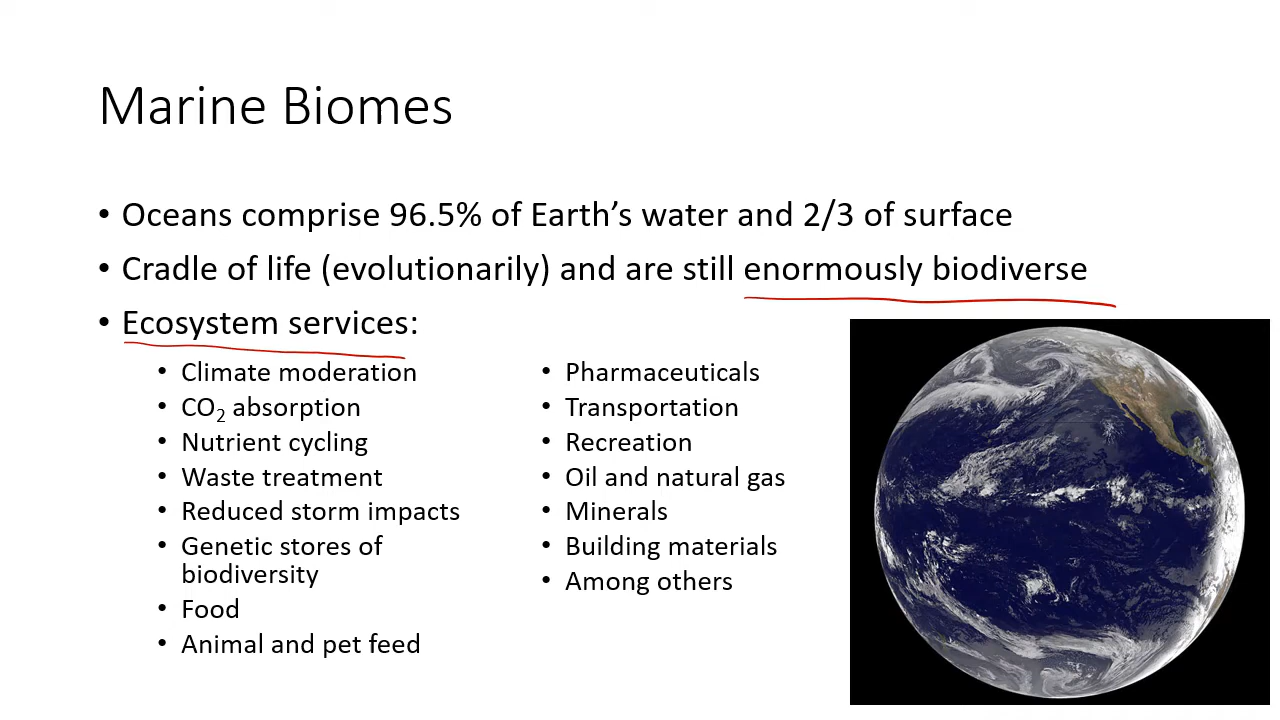 Marine Biomes
• Oceans comprise 96.5% of Earth’s water and 2/3 of surface
• Cradle of life (evolutionarily) and are still enormously biodiverse
• Ecosystem services:
• Climate moderation
• CO₂ absorption
• Nutrient cycling
• Waste treatment
• Reduced storm impacts
• Genetic stores of
biodiversity
• Food
• Animal and pet feed
• Pharmaceuticals
• Transportation
• Recreation
• Oil and natural gas
• Minerals
• Building materials
• Among others